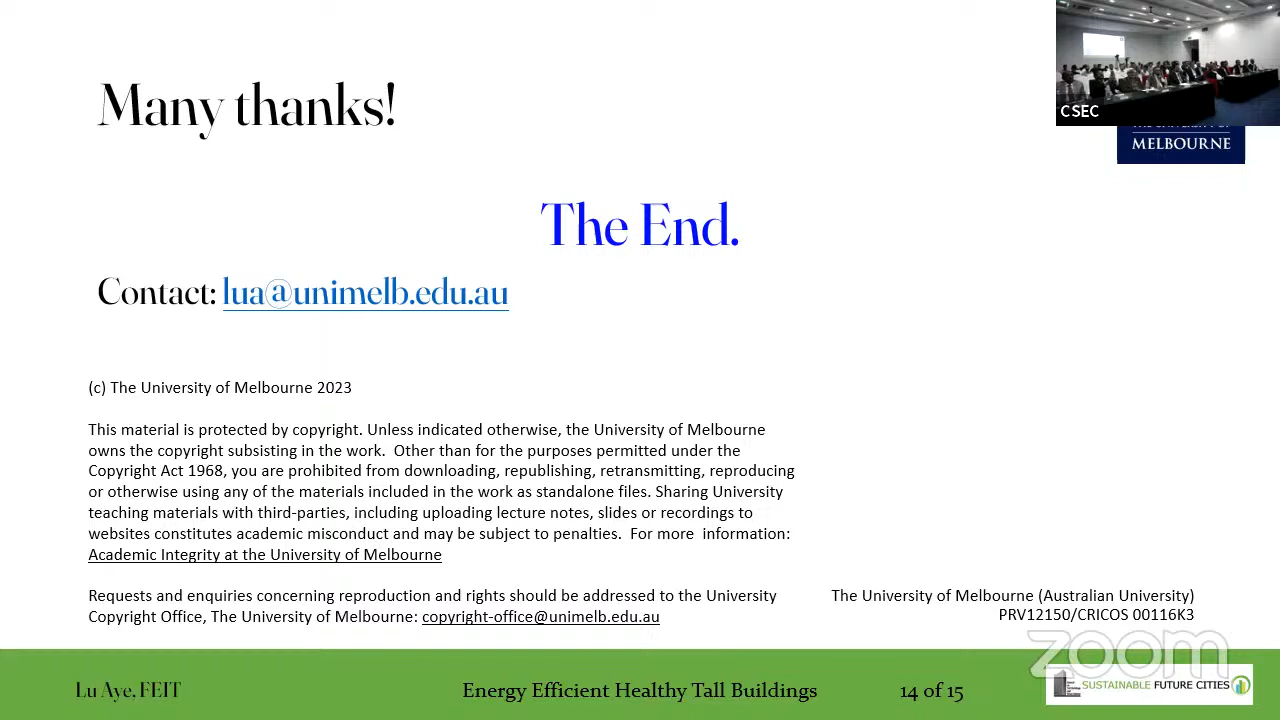 Many thanks!
CSEC
MELBOURNE
The End.
Contact: lua@unimelb.edu.au
(c) The University of Melbourne 2023
This material is protected by copyright. Unless indicated otherwise, the University of Melbourne
owns the copyright subsisting in the work.  Other than for the purposes permitted under the
Copyright Act 1968, you are prohibited from downloading, republishing, retransmitting, reproducing
or otherwise using any of the materials included in the work as standalone files. Sharing University
teaching materials with third-parties, including uploading lecture notes, slides or recordings to
websites constitutes academic misconduct and may be subject to penalties.  For more  information:
Academic Integrity at the University of Melbourne
Requests and enquiries concerning reproduction and rights should be addressed to the University
Copyright Office, The University of Melbourne: copyright-office@unimelb.edu.au
The University of Melbourne (Australian University)
PRV12150/CRICOS 00116K3
zoom
Lu Aye, FEIT
Energy Efficient Healthy Tall Buildings
14 of 15
SUSTAINABLE FUTURE CITIES